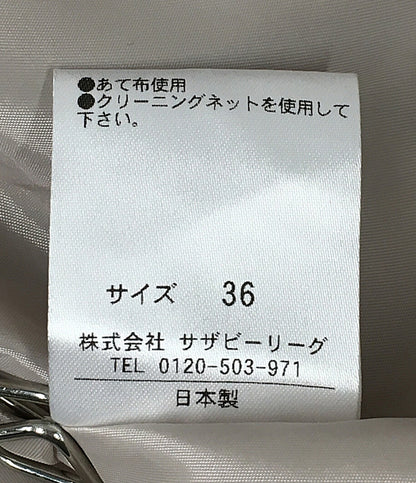 ●あて布使用
●クリーニングネットを使用して
下さい。
サイズ 36
株式会社 サザビーリーグ
TEL 0120-503-971
日本製